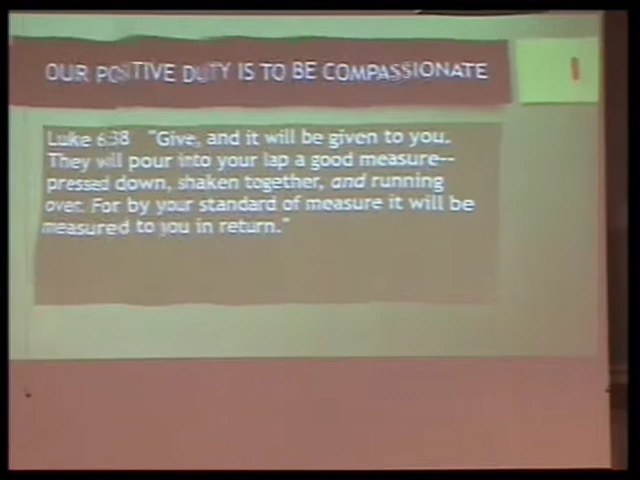 OUR POSITIVE DUTY IS TO BE COMPASSIONATE
Luke 6:38 "Give, and it will be given to you.
They will pour into your lap a good measure--
pressed down, shaken together, and running
over. For by your standard of measure it will be
measured to you in return."